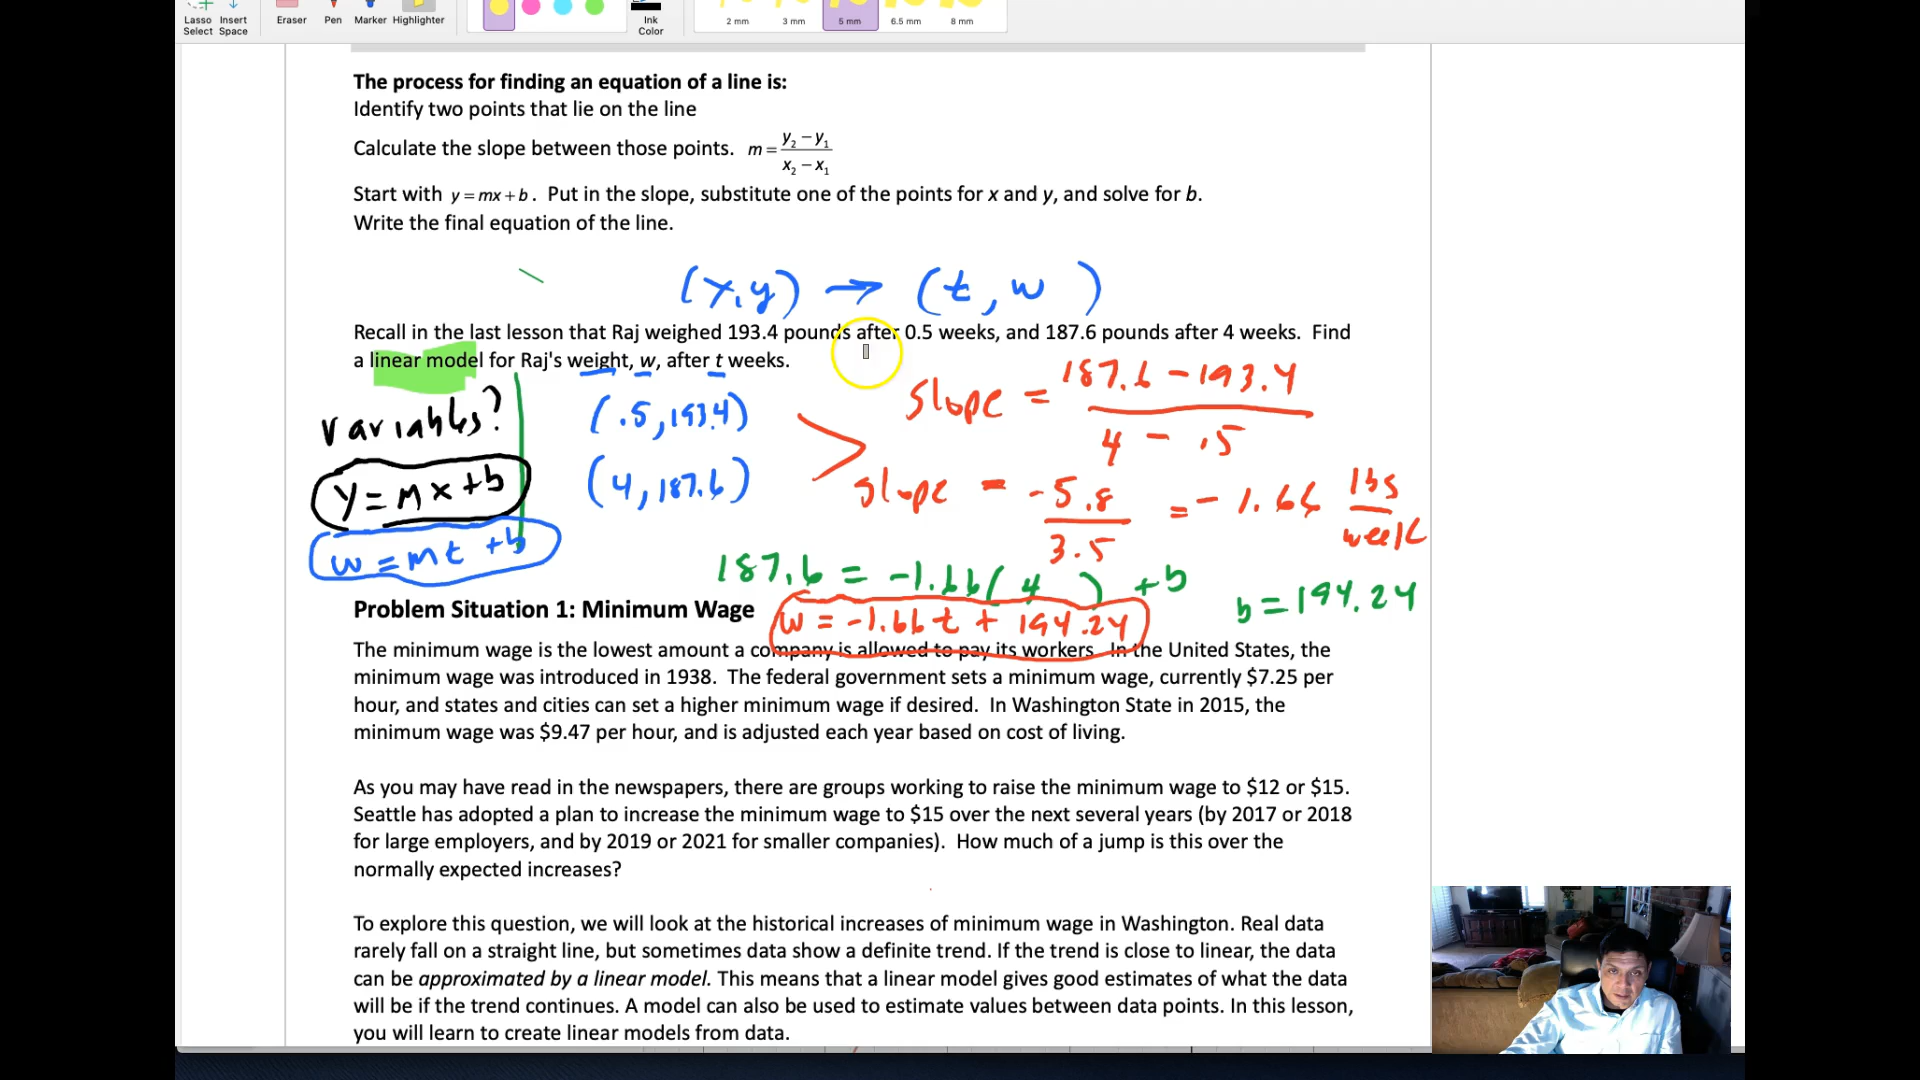 Lasso Select
Insert Space
Eraser
Pen
Marker
Highlighter
Ink Color
2 mm
3 mm
5 mm
6.5 mm
8 mm
The process for finding an equation of a line is:
Identify two points that lie on the line
Calculate the slope between those points. m = (y₂ − y₁)/(x₂ − x₁)
Start with y = mx + b. Put in the slope, substitute one of the points for x and y, and solve for b.
Write the final equation of the line.
(x,y) → (t, w )
Recall in the last lesson that Raj weighed 193.4 pounds after 0.5 weeks, and 187.6 pounds after 4 weeks. Find
a linear model for Raj's weight, w, after t weeks.
variables?
y = mx + b
w = mt + b
(.5, 193.4)
(4, 187.6)
slope = (187.6 − 193.4)/(4 − .5)
slope = -5.8/3.5 = -1.66 lbs/week
187.6 = -1.66( 4 ) + b
b = 194.24
w = -1.66t + 194.24
Problem Situation 1: Minimum Wage
The minimum wage is the lowest amount a company is allowed to pay its workers. In the United States, the
minimum wage was introduced in 1938. The federal government sets a minimum wage, currently $7.25 per
hour, and states and cities can set a higher minimum wage if desired. In Washington State in 2015, the
minimum wage was $9.47 per hour, and is adjusted each year based on cost of living.
As you may have read in the newspapers, there are groups working to raise the minimum wage to $12 or $15.
Seattle has adopted a plan to increase the minimum wage to $15 over the next several years (by 2017 or 2018
for large employers, and by 2019 or 2021 for smaller companies). How much of a jump is this over the
normally expected increases?
To explore this question, we will look at the historical increases of minimum wage in Washington. Real data
rarely fall on a straight line, but sometimes data show a definite trend. If the trend is close to linear, the data
can be approximated by a linear model. This means that a linear model gives good estimates of what the data
will be if the trend continues. A model can also be used to estimate values between data points. In this lesson,
you will learn to create linear models from data.